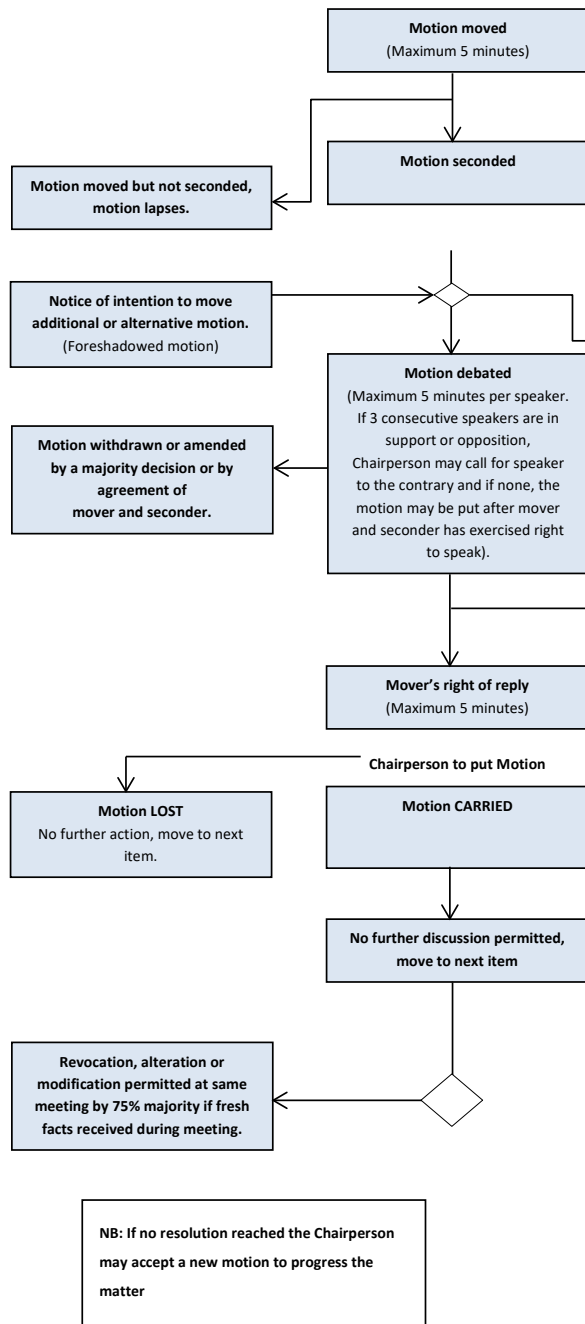 Motion moved
(Maximum 5 minutes)
Motion seconded
Motion moved but not seconded,
motion lapses.
Notice of intention to move
additional or alternative motion.
(Foreshadowed motion)
Motion debated
(Maximum 5 minutes per speaker.
If 3 consecutive speakers are in
support or opposition,
Chairperson may call for speaker
to the contrary and if none, the
motion may be put after mover
and seconder has exercised right
to speak).
Motion withdrawn or amended
by a majority decision or by
agreement of
mover and seconder.
Mover’s right of reply
(Maximum 5 minutes)
Chairperson to put Motion
Motion LOST
No further action, move to next
item.
Motion CARRIED
No further discussion permitted,
move to next item
Revocation, alteration or
modification permitted at same
meeting by 75% majority if fresh
facts received during meeting.
NB: If no resolution reached the Chairperson
may accept a new motion to progress the
matter